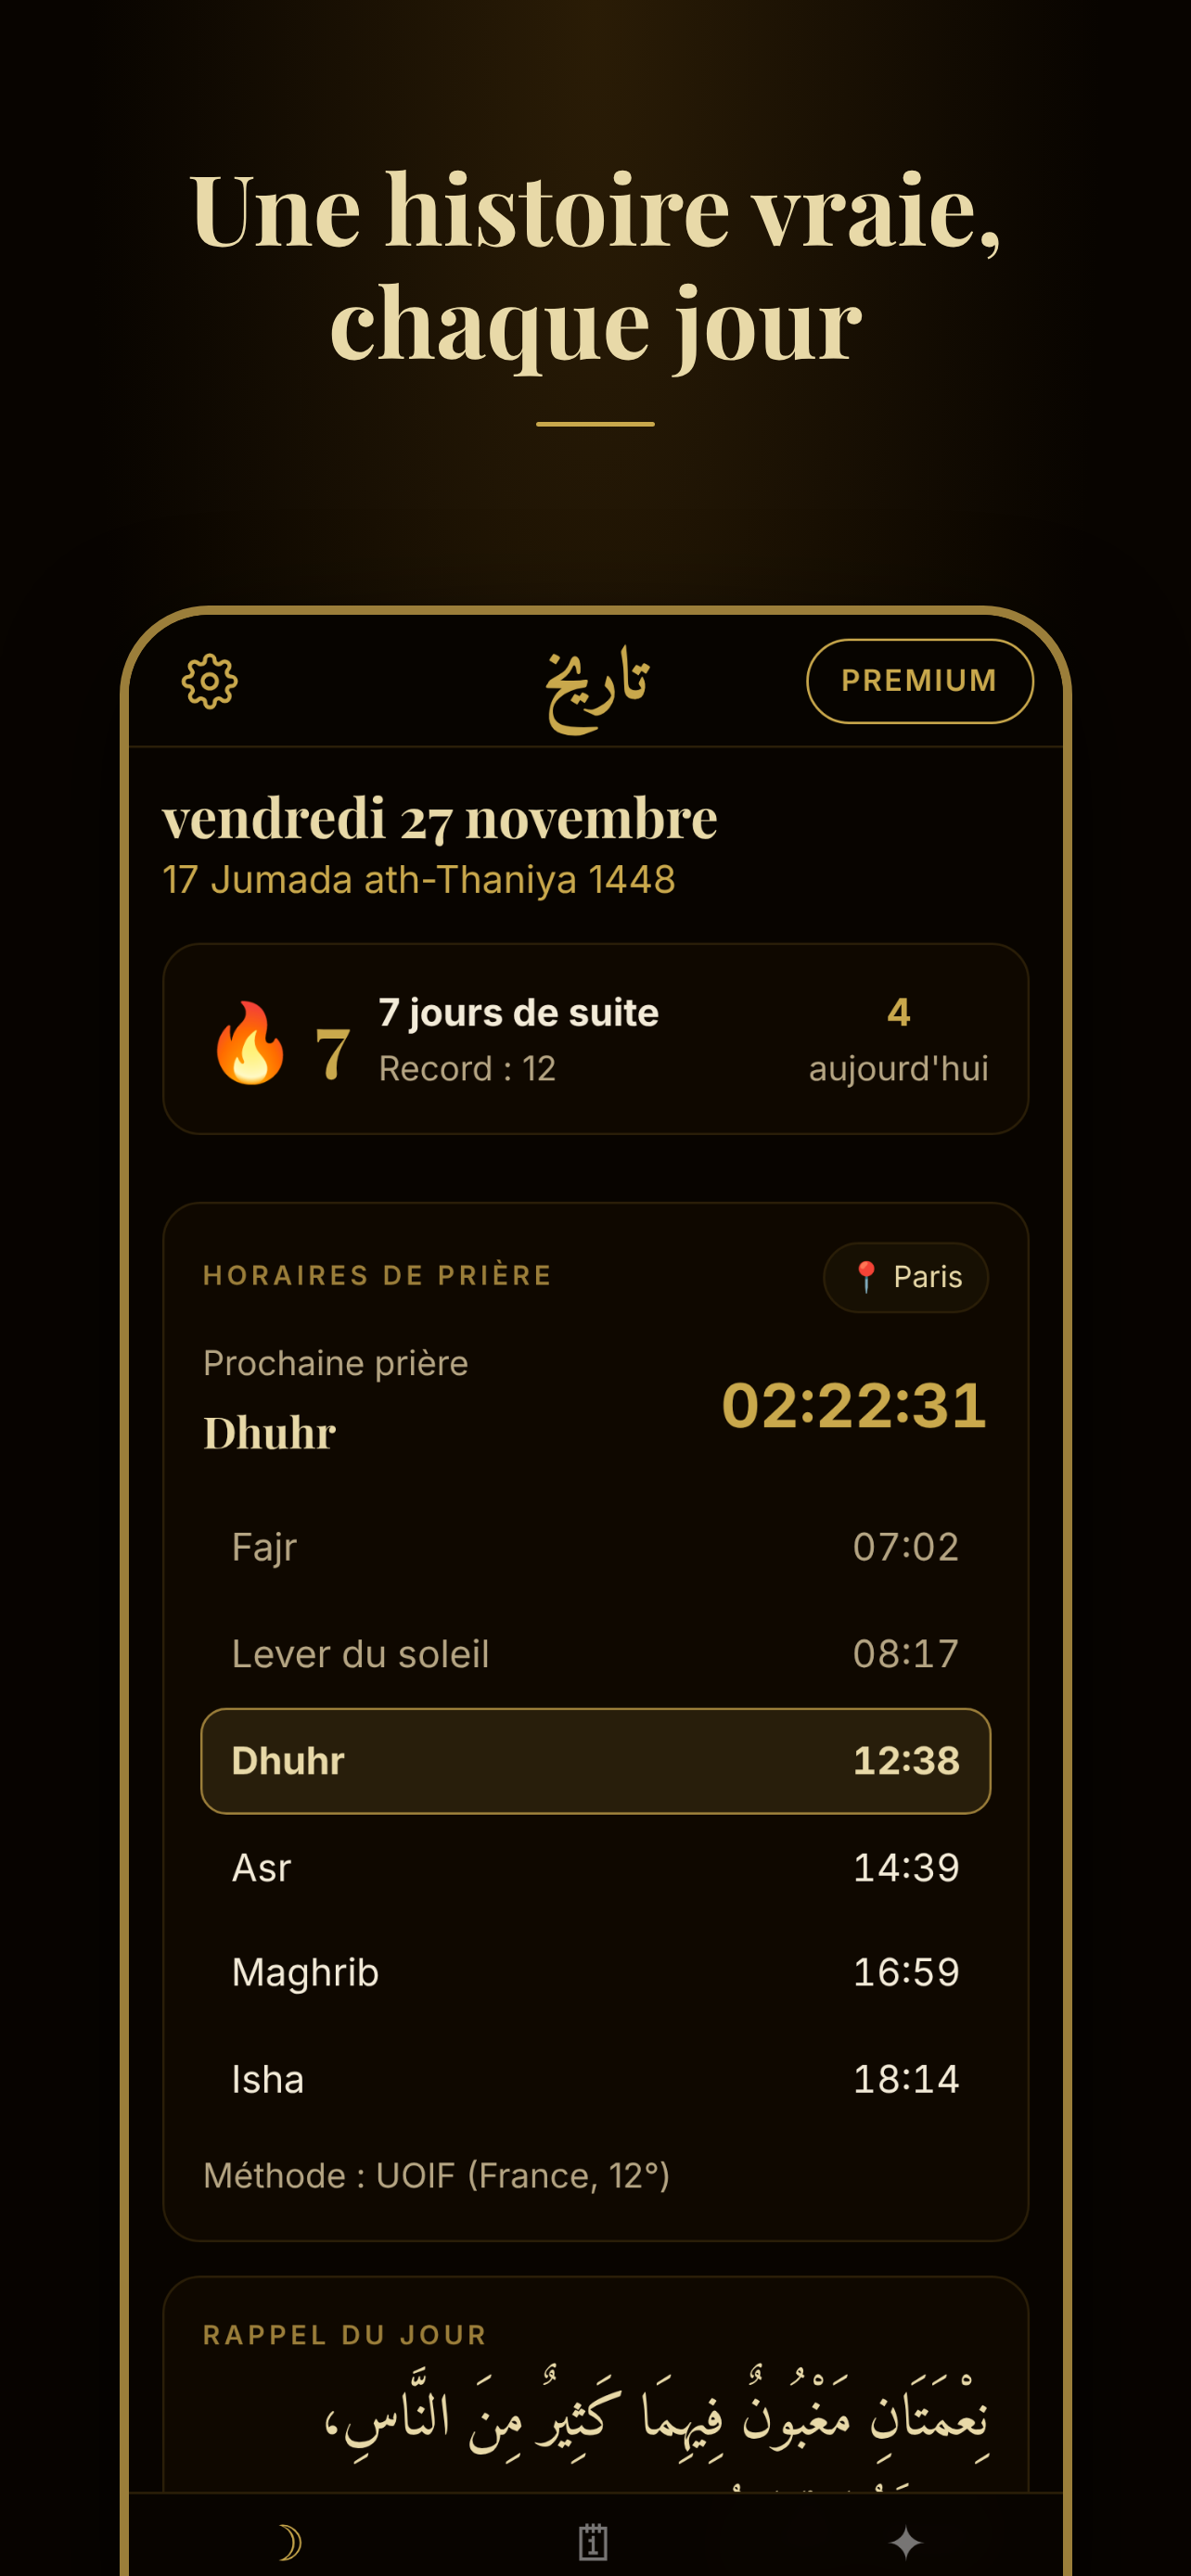 Une histoire vraie,
chaque jour
تاريخ
PREMIUM
vendredi 27 novembre
17 Jumada ath-Thaniya 1448
7
7 jours de suite
Record : 12
4
aujourd'hui
HORAIRES DE PRIÈRE
Paris
Prochaine prière
Dhuhr
02:22:31
Fajr 07:02
Lever du soleil 08:17
Dhuhr 12:38
Asr 14:39
Maghrib 16:59
Isha 18:14
Méthode : UOIF (France, 12°)
RAPPEL DU JOUR
نِعْمَتَانِ مَغْبُونٌ فِيهِمَا كَثِيرٌ مِنَ النَّاسِ،